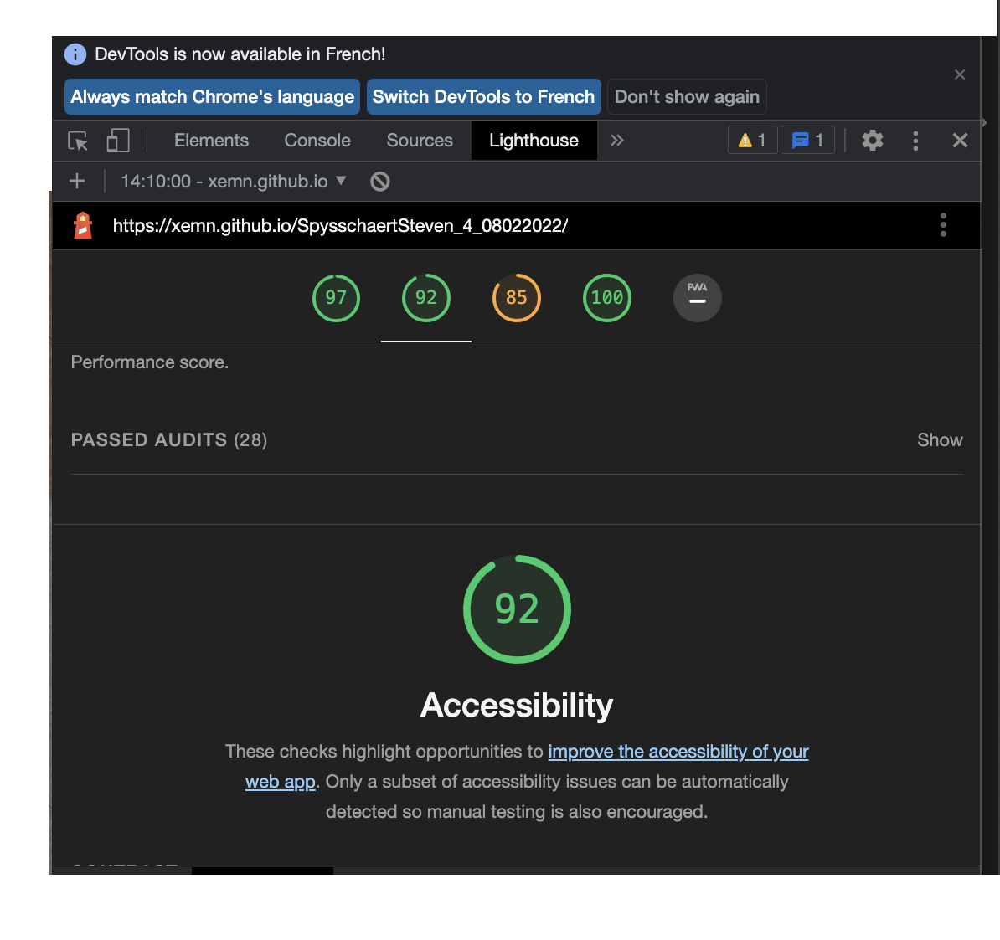 DevTools is now available in French!
Always match Chrome's language Switch DevTools to French Don't show again
Elements Console Sources Lighthouse 1 1
14:10:00 - xemn.github.io
https://xemn.github.io/SpysschaertSteven_4_08022022/
97 92 85 100 PWA
Performance score.
PASSED AUDITS (28) Show
92
Accessibility
These checks highlight opportunities to improve the accessibility of your
web app. Only a subset of accessibility issues can be automatically
detected so manual testing is also encouraged.